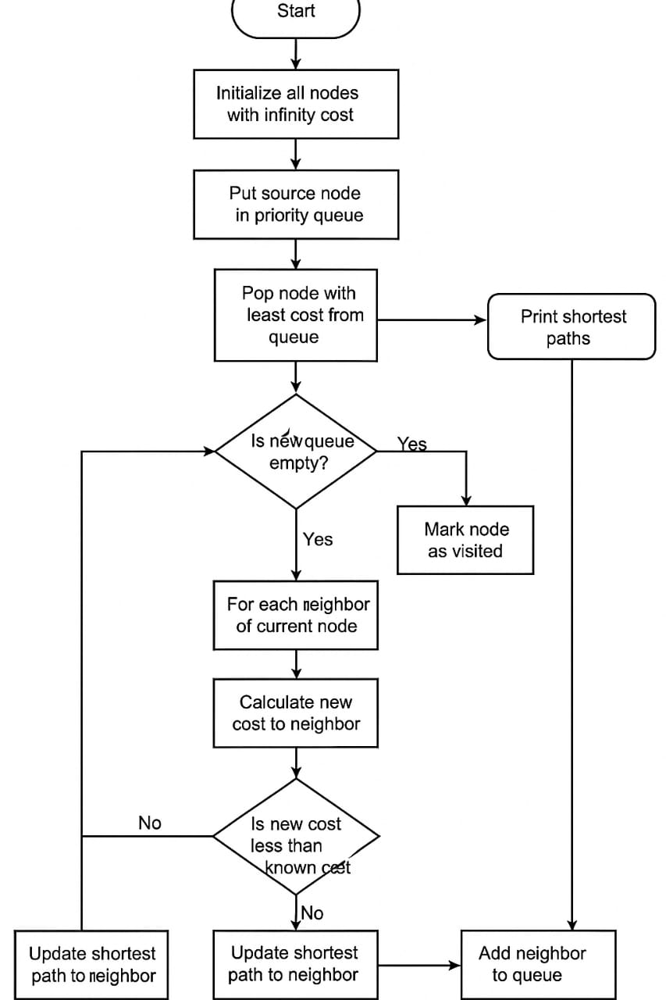 Start
Initialize all nodes
with infinity cost
Put source node
in priority queue
Pop node with
least cost from
queue
Print shortest
paths
Is new queue
empty?
Yes
Mark node
as visited
Yes
For each neighbor
of current node
Calculate new
cost to neighbor
Is new cost
less than
known
No
No
Update shortest
path to neighbor
Update shortest
path to neighbor
Add neighbor
to queue